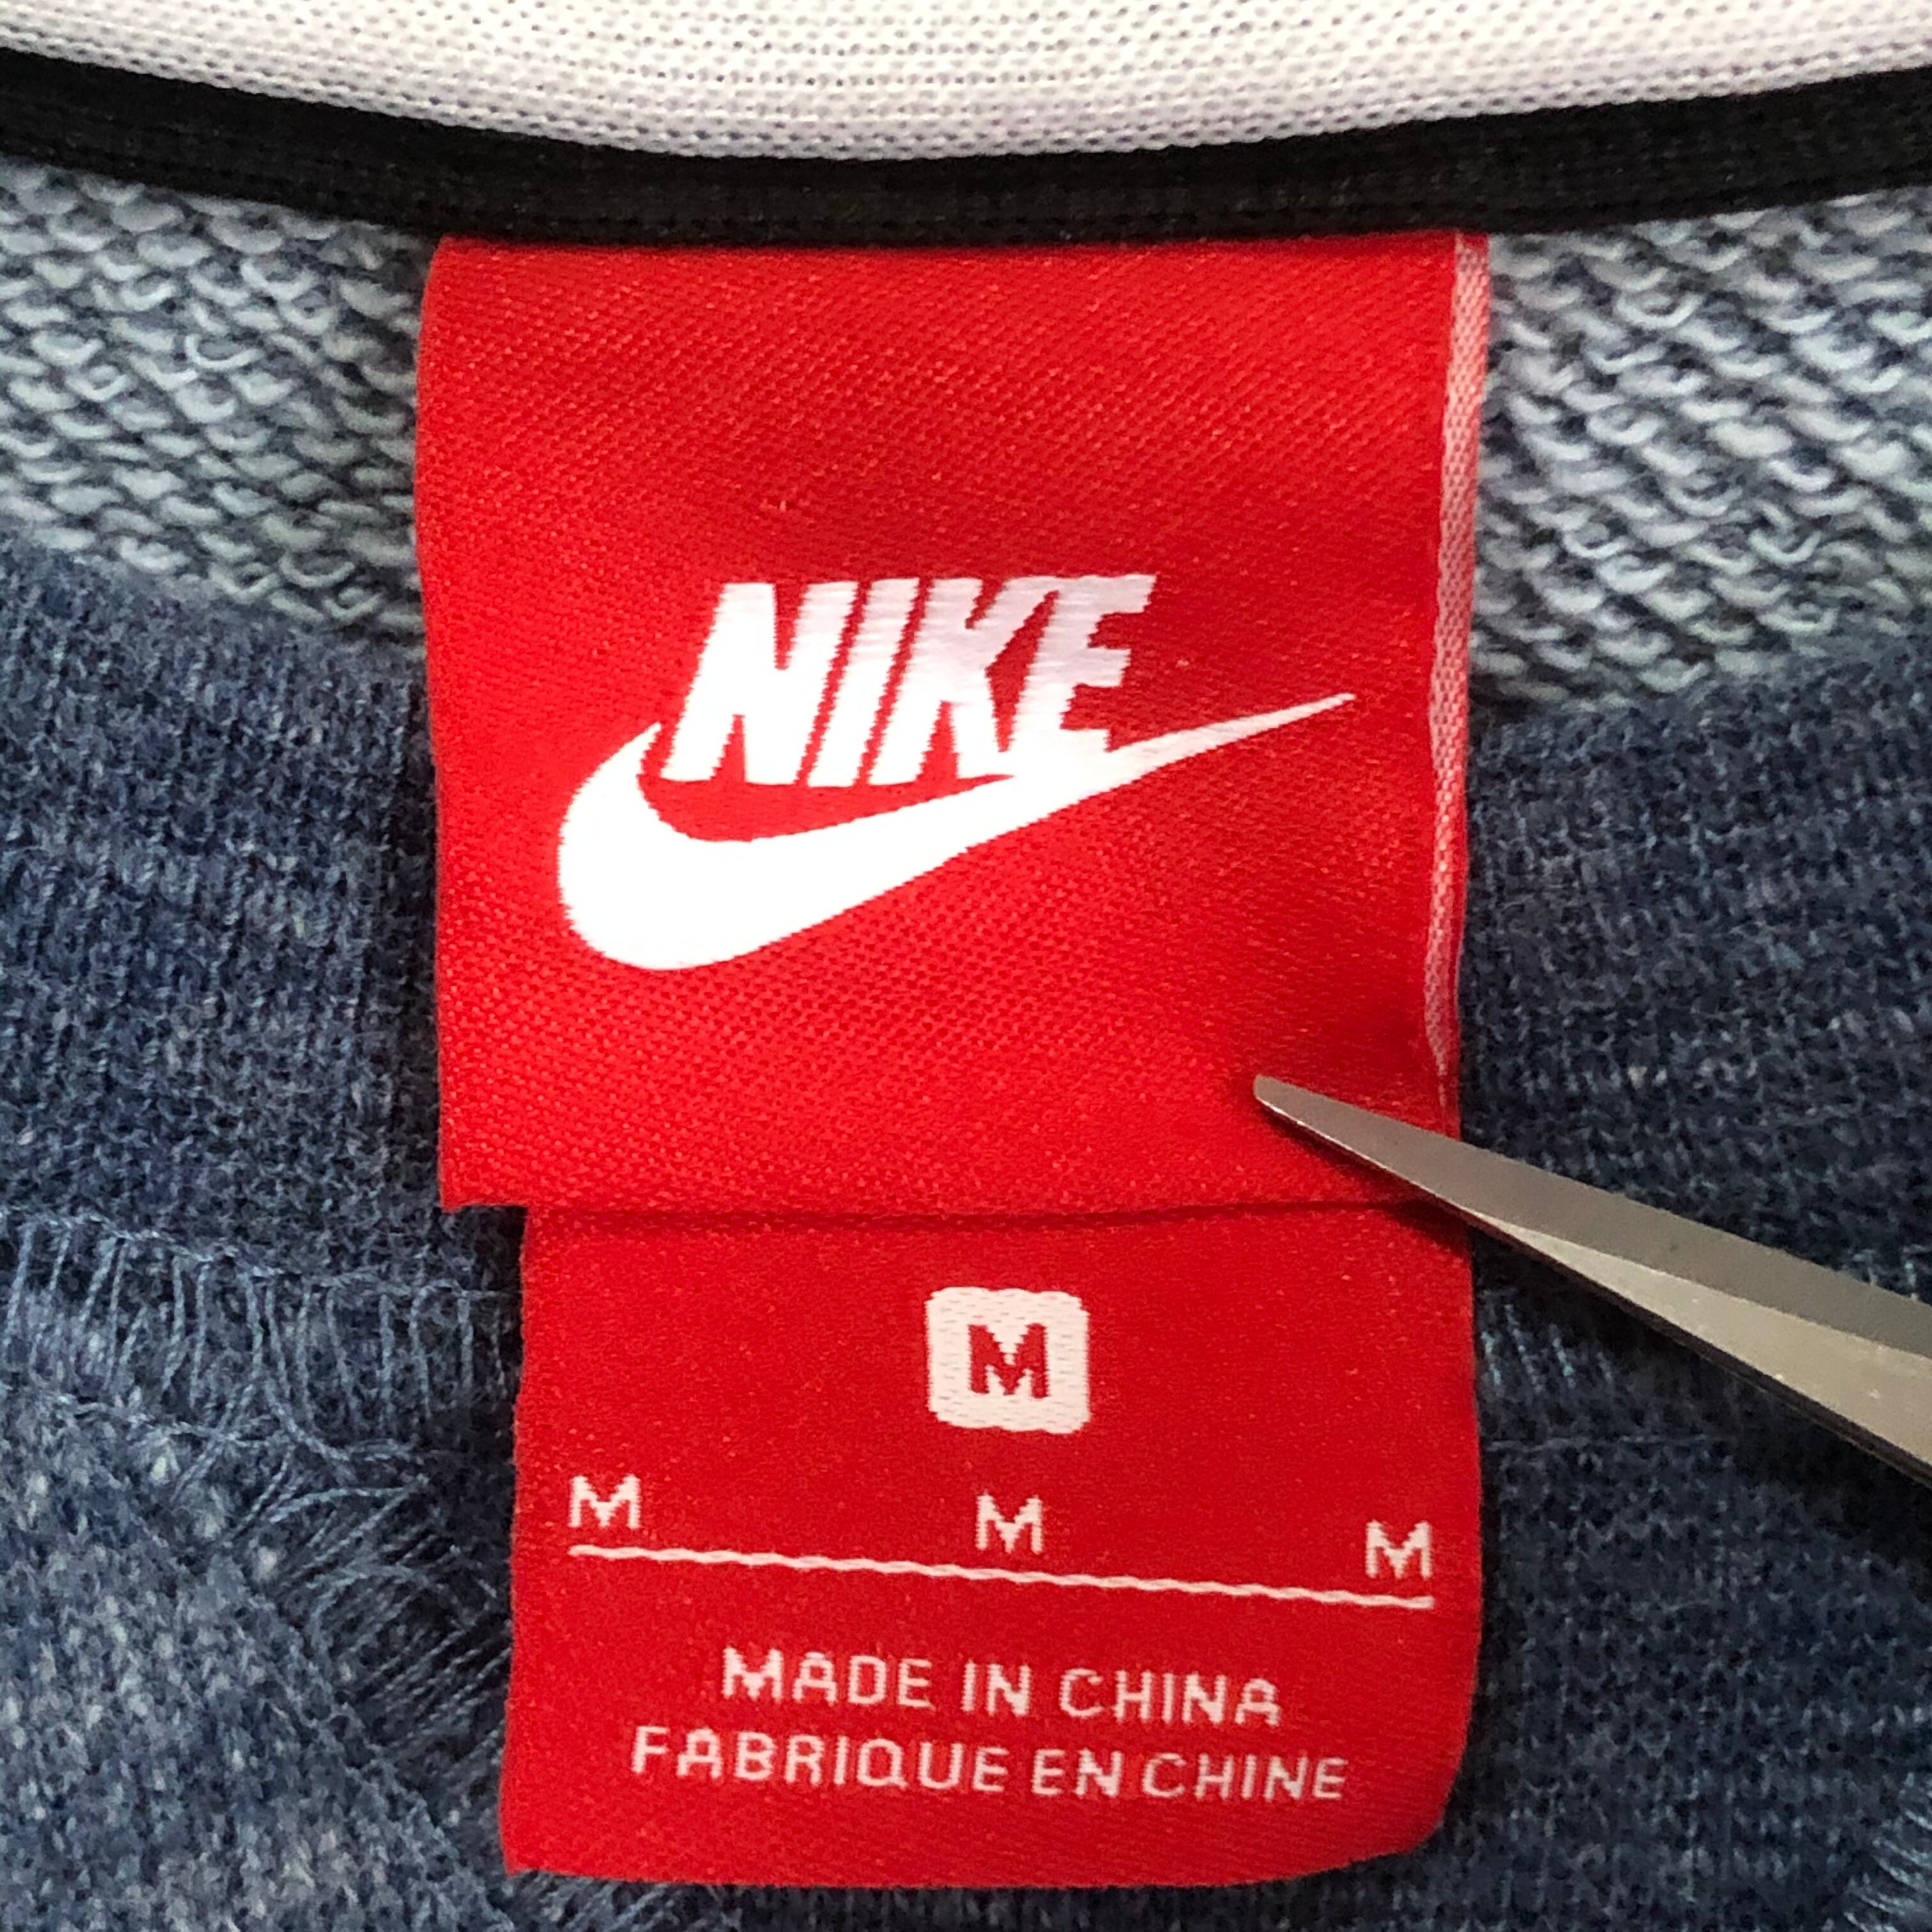 NIKE
M
M M M
MADE IN CHINA
FABRIQUE EN CHINE